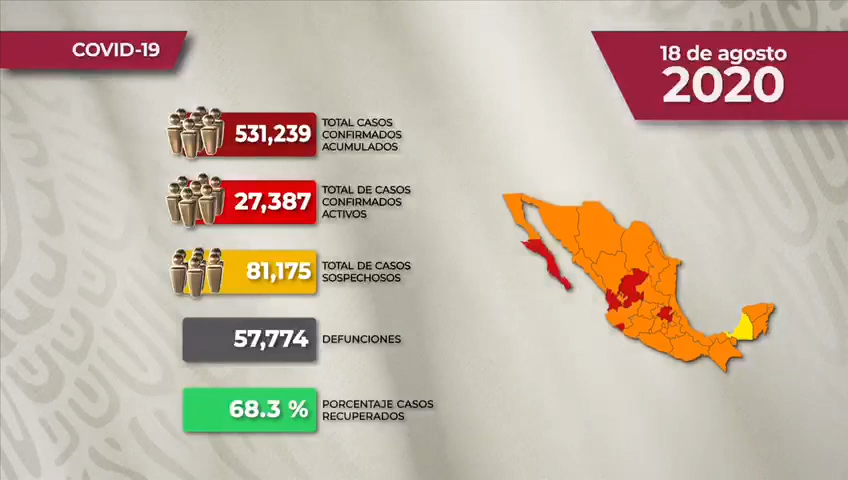 COVID-19
18 de agosto
2020
531,239
TOTAL CASOS
CONFIRMADOS
ACUMULADOS
27,387
TOTAL DE CASOS
CONFIRMADOS
ACTIVOS
81,175
TOTAL DE CASOS
SOSPECHOSOS
57,774
DEFUNCIONES
68.3 %
PORCENTAJE CASOS
RECUPERADOS